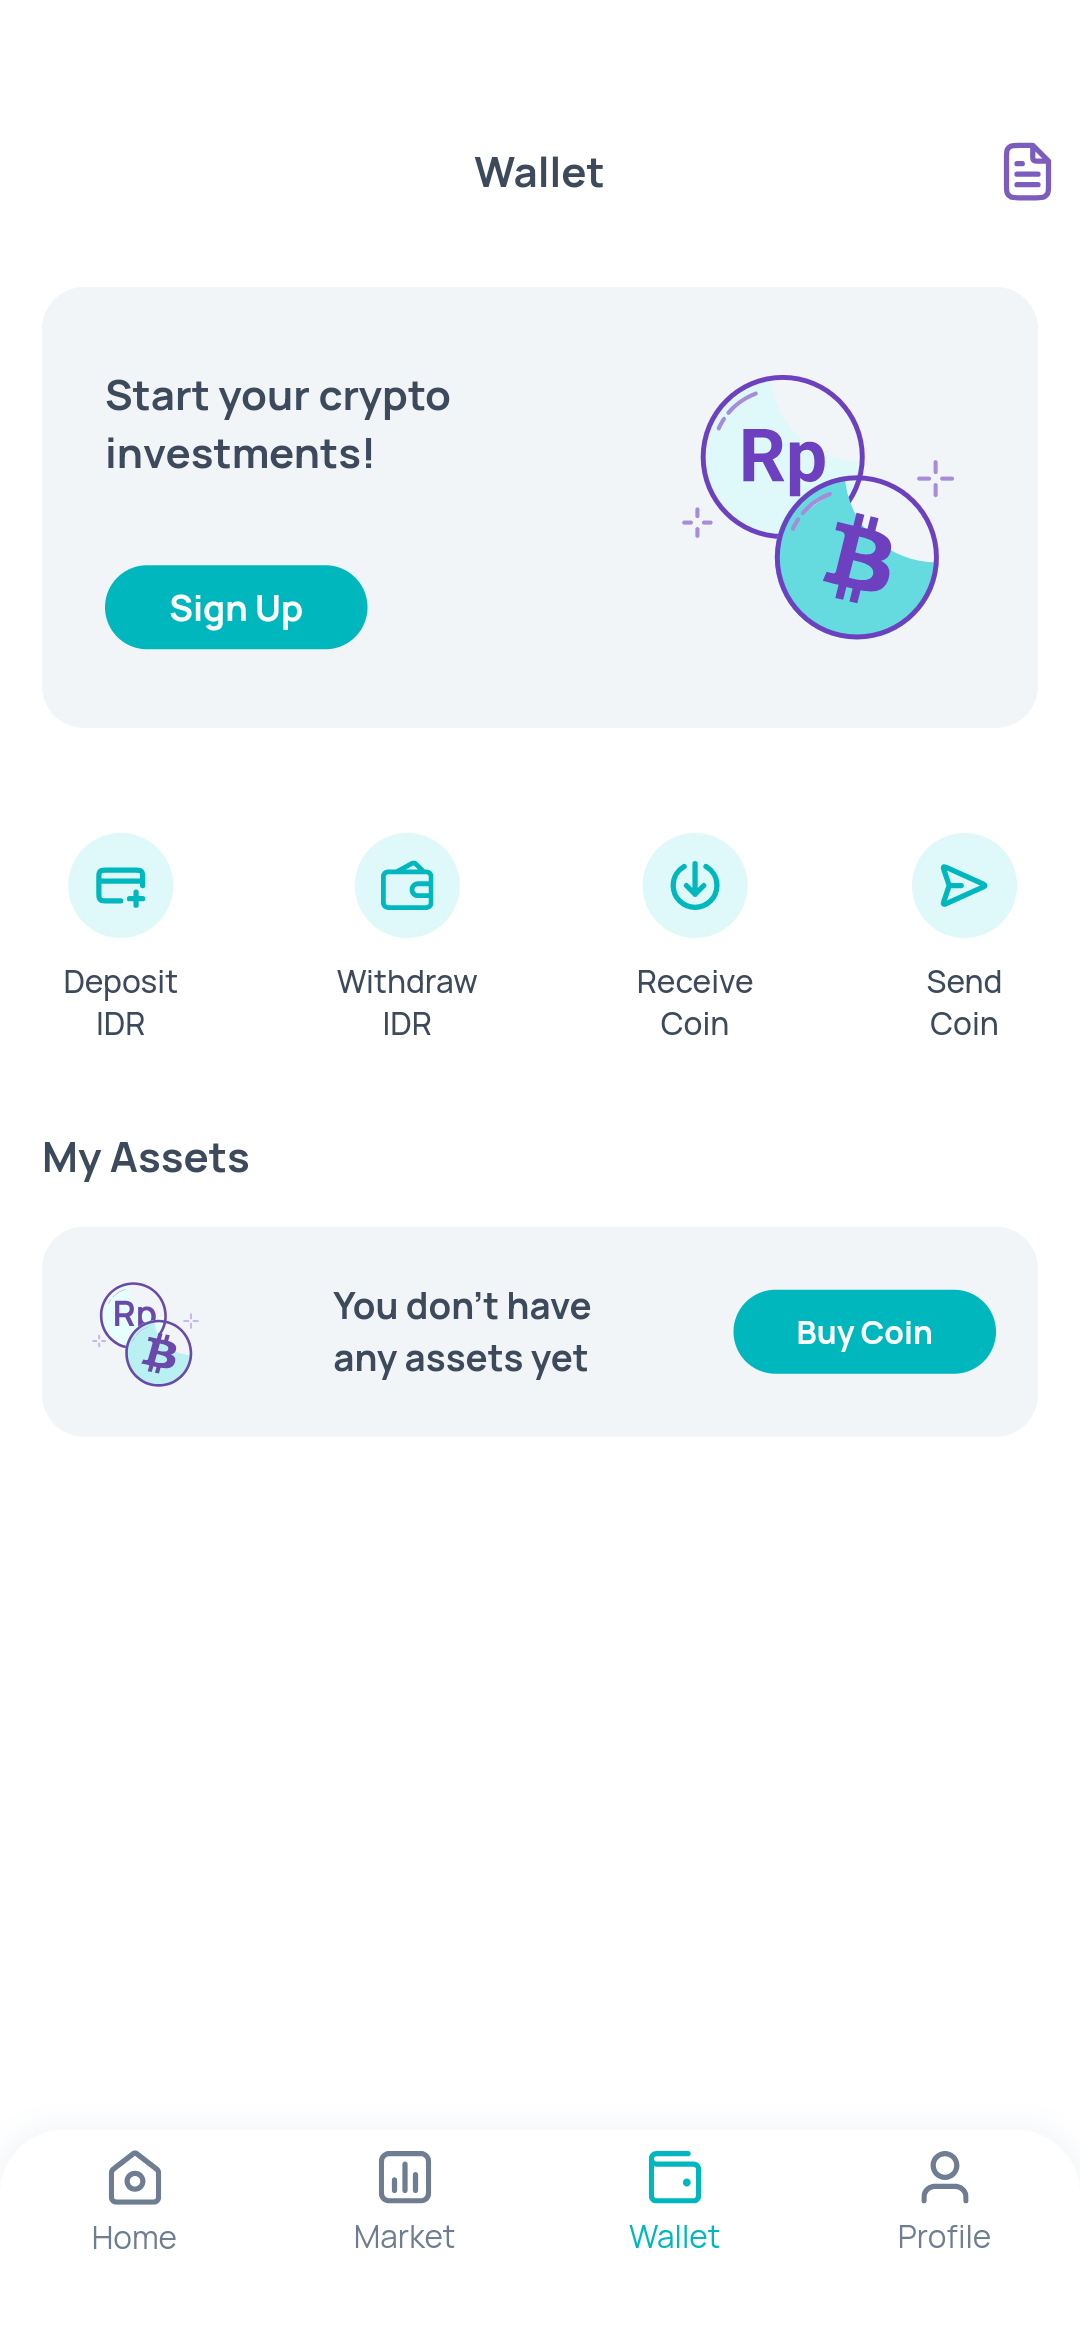 Wallet
Start your crypto
investments!
Rp
Sign Up
Deposit
IDR
Withdraw
IDR
Receive
Coin
Send
Coin
My Assets
Rp
You don't have
any assets yet
Buy Coin
Home
Market
Wallet
Profile